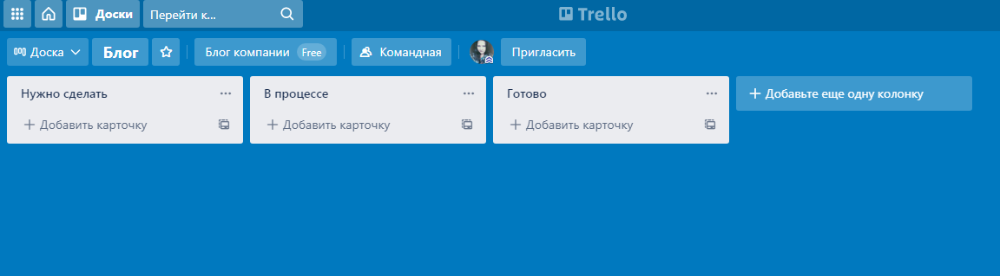 Доски Перейти к... Trello
Доска Блог Блог компании Free Командная Пригласить
Нужно сделать В процессе Готово + Добавьте еще одну колонку
+ Добавить карточку + Добавить карточку + Добавить карточку